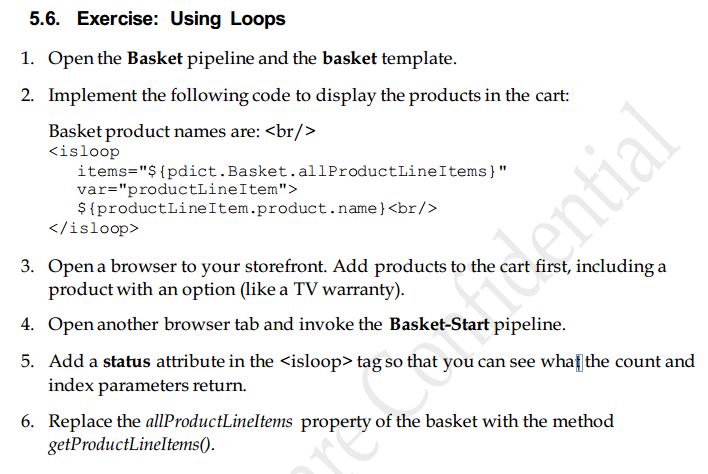 5.6. Exercise: Using Loops
1. Open the Basket pipeline and the basket template.
2. Implement the following code to display the products in the cart:
Basket product names are: <br/>
<isloop
items="${pdict.Basket.allProductLineItems}"
var="productLineItem">
${productLineItem.product.name}<br/>
</isloop>
3. Open a browser to your storefront. Add products to the cart first, including a
product with an option (like a TV warranty).
4. Open another browser tab and invoke the Basket-Start pipeline.
5. Add a status attribute in the <isloop> tag so that you can see what the count and
index parameters return.
6. Replace the allProductLineItems property of the basket with the method
getProductLineItems().
re Confidential